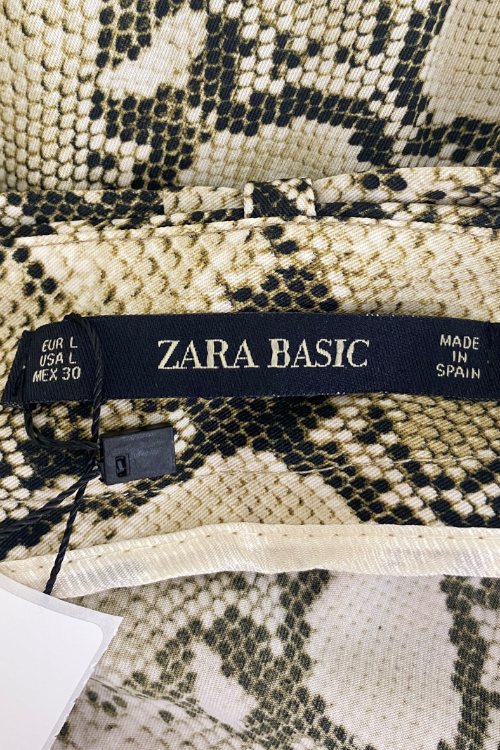 EUR L
USA L
MEX 30
ZARA BASIC
MADE
IN
SPAIN